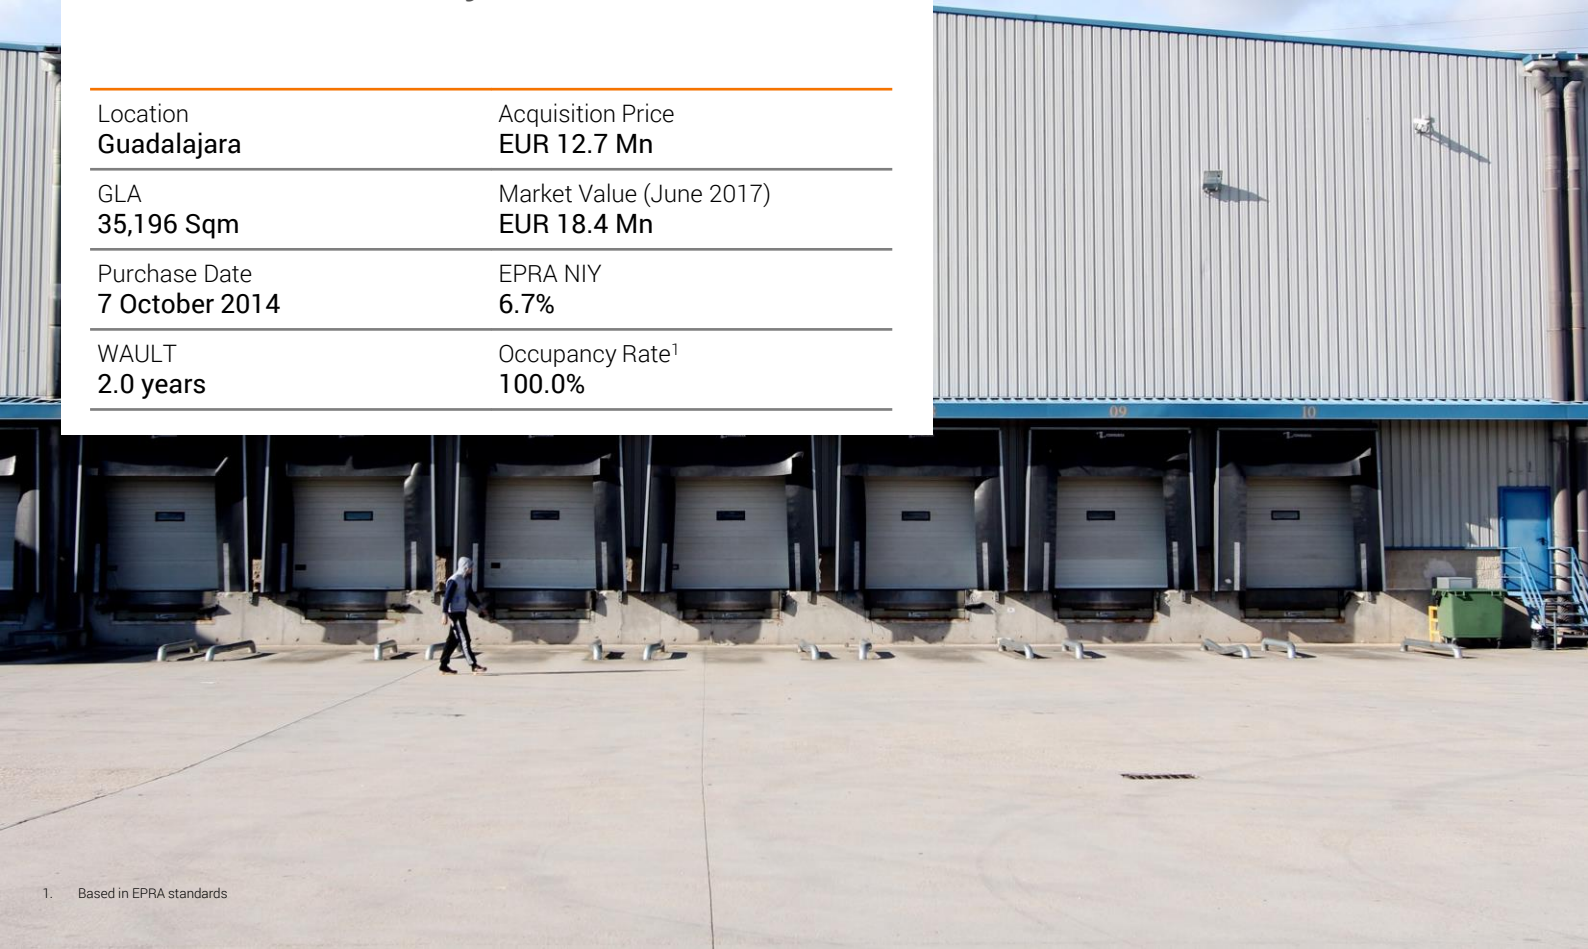 Location
Guadalajara
Acquisition Price
EUR 12.7 Mn
GLA
35,196 Sqm
Market Value (June 2017)
EUR 18.4 Mn
Purchase Date
7 October 2014
EPRA NIY
6.7%
WAULT
2.0 years
Occupancy Rate¹
100.0%
09
10
1. Based in EPRA standards